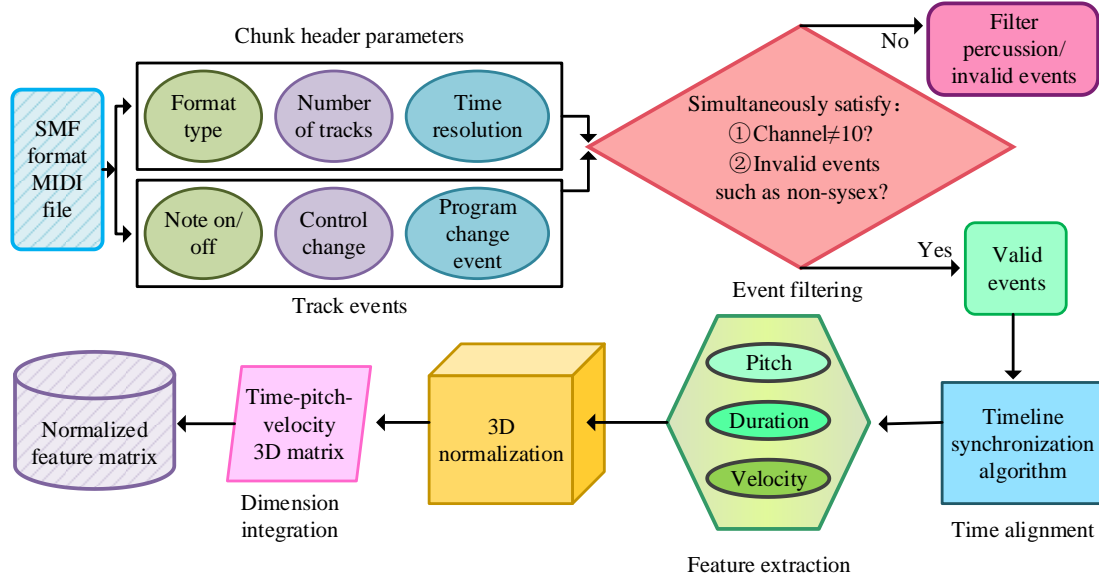 Chunk header parameters
SMF
format
MIDI
file
Format
type
Number
of tracks
Time
resolution
Note on/
off
Control
change
Program
change
event
Track events
Simultaneously satisfy：
①Channel≠10?
②Invalid events
such as non-sysex?
No
Filter
percussion/
invalid events
Yes
Valid
events
Event filtering
Timeline
synchronization
algorithm
Time alignment
Pitch
Duration
Velocity
Feature extraction
3D
normalization
Time-pitch-
velocity
3D matrix
Dimension
integration
Normalized
feature matrix